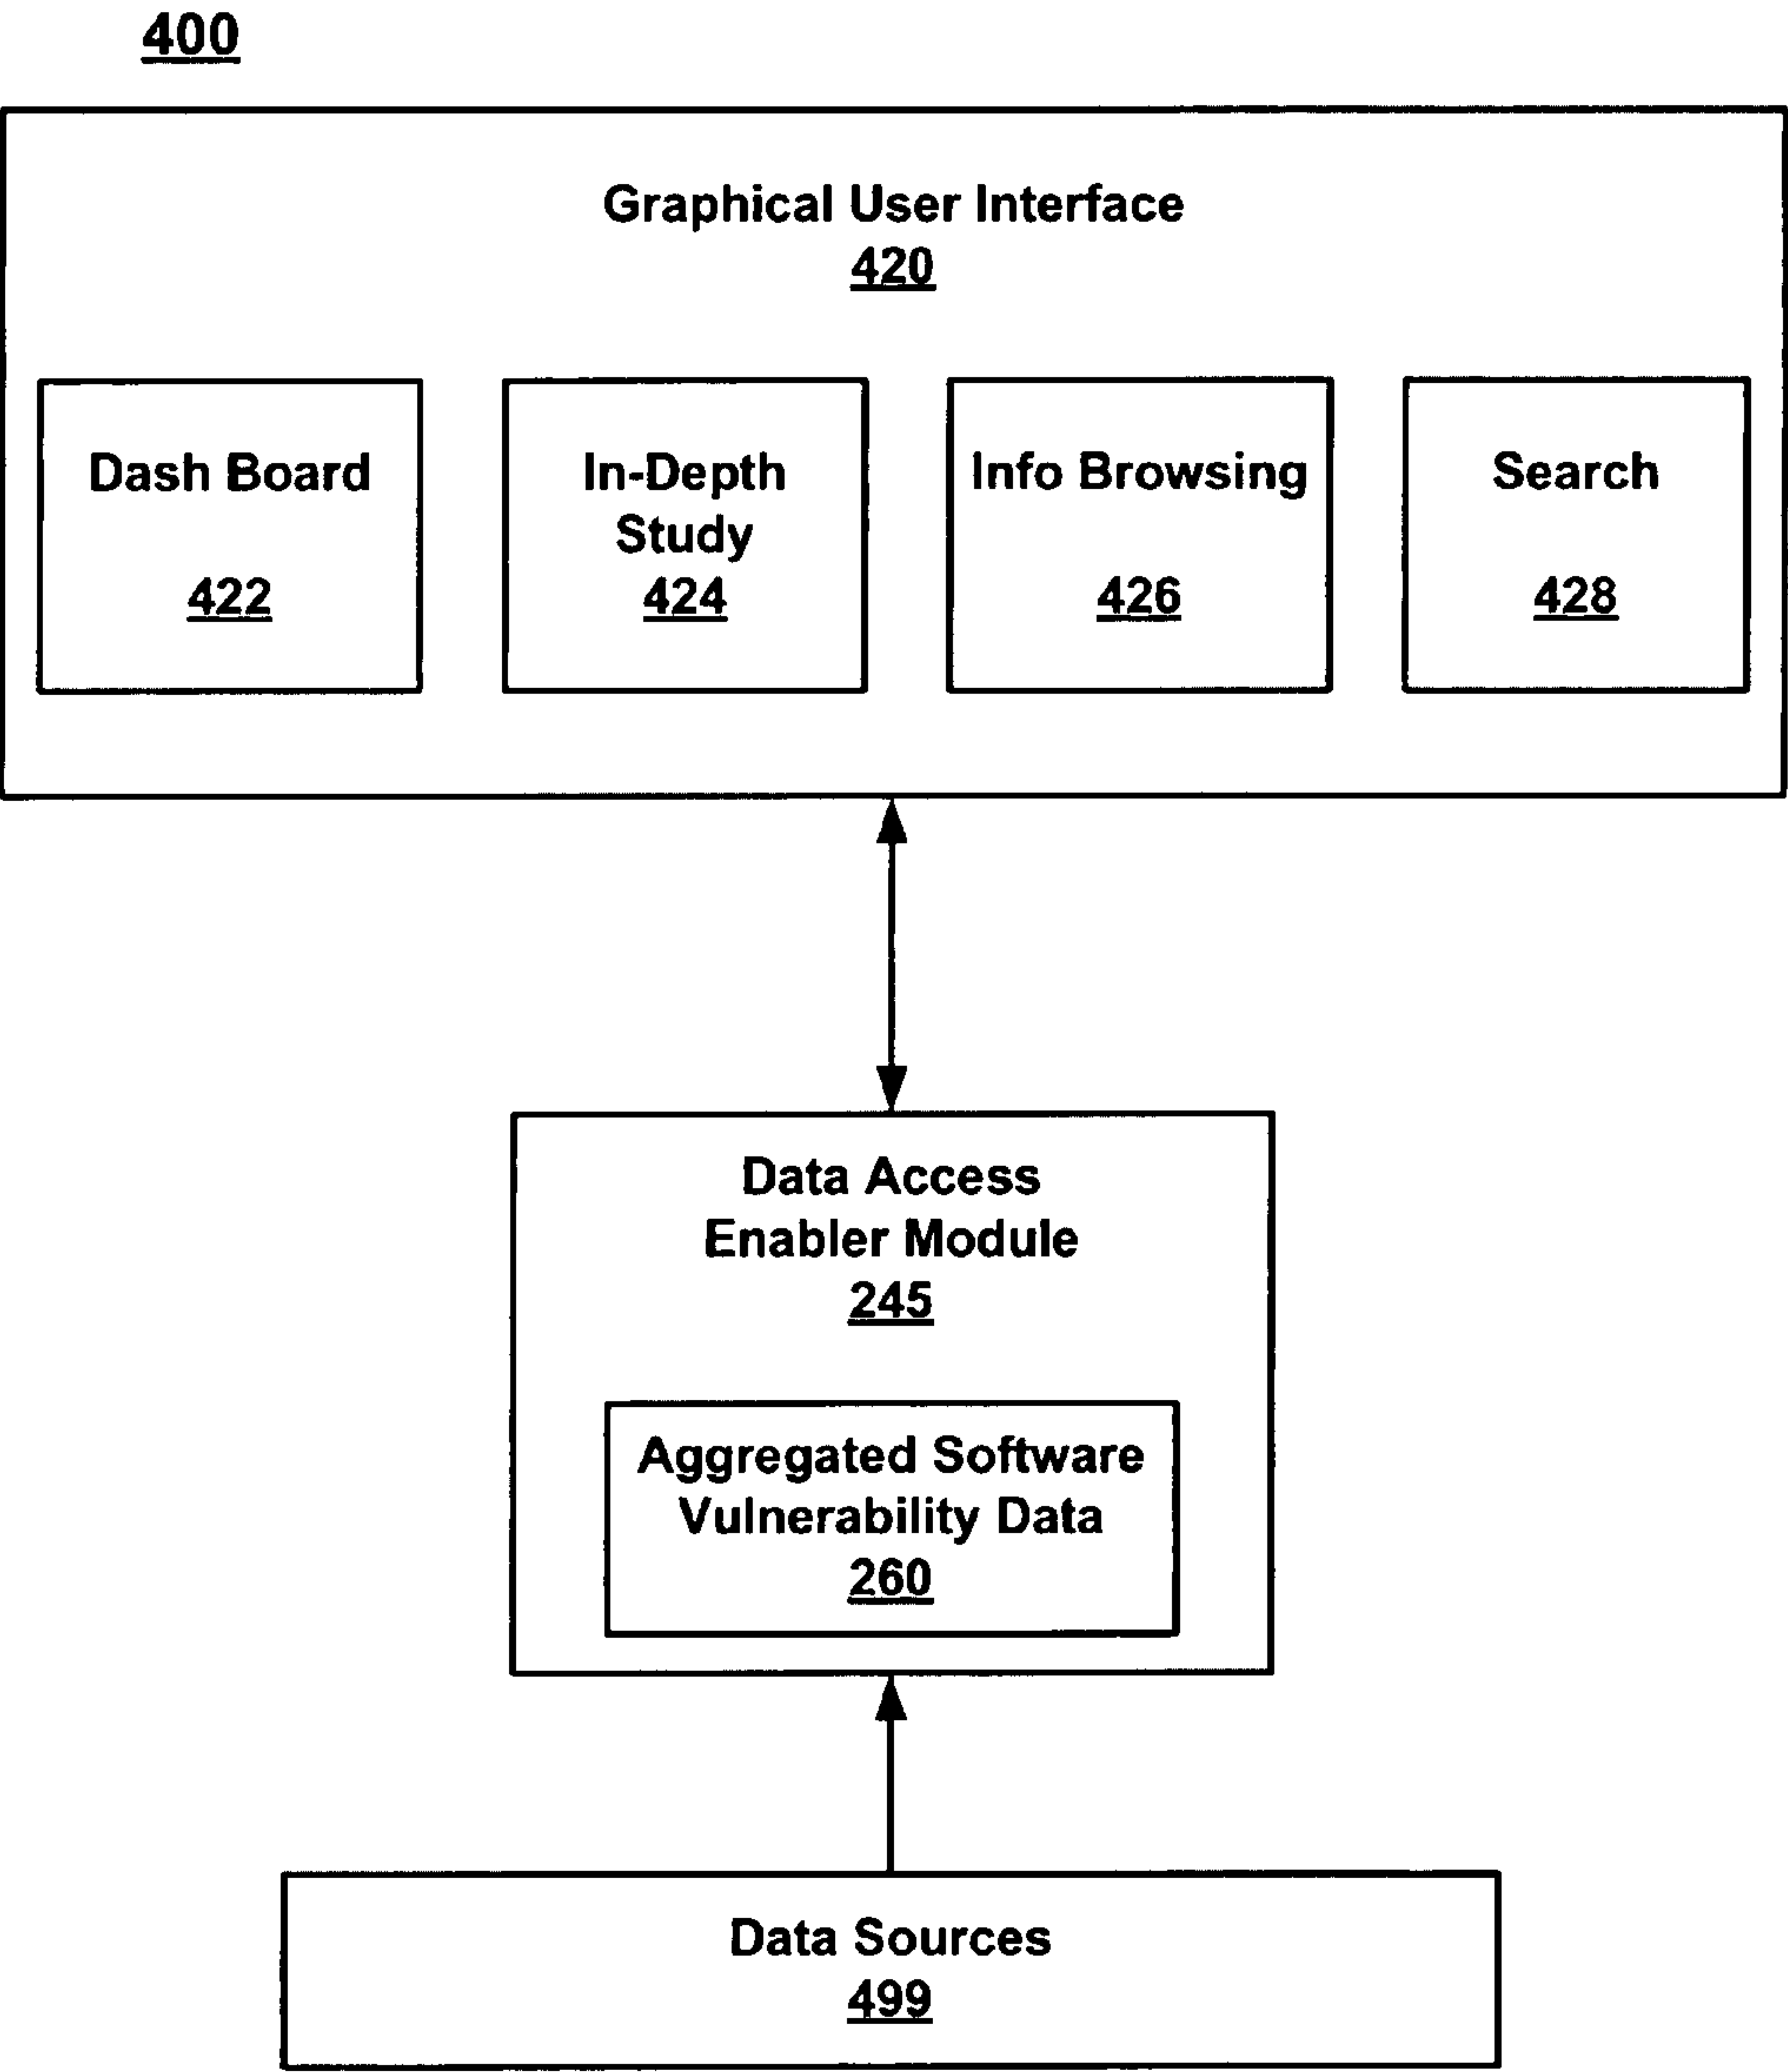 400
Graphical User Interface
420
Dash Board
422
In-Depth
Study
424
Info Browsing
426
Search
428
Data Access
Enabler Module
245
Aggregated Software
Vulnerability Data
260
Data Sources
499